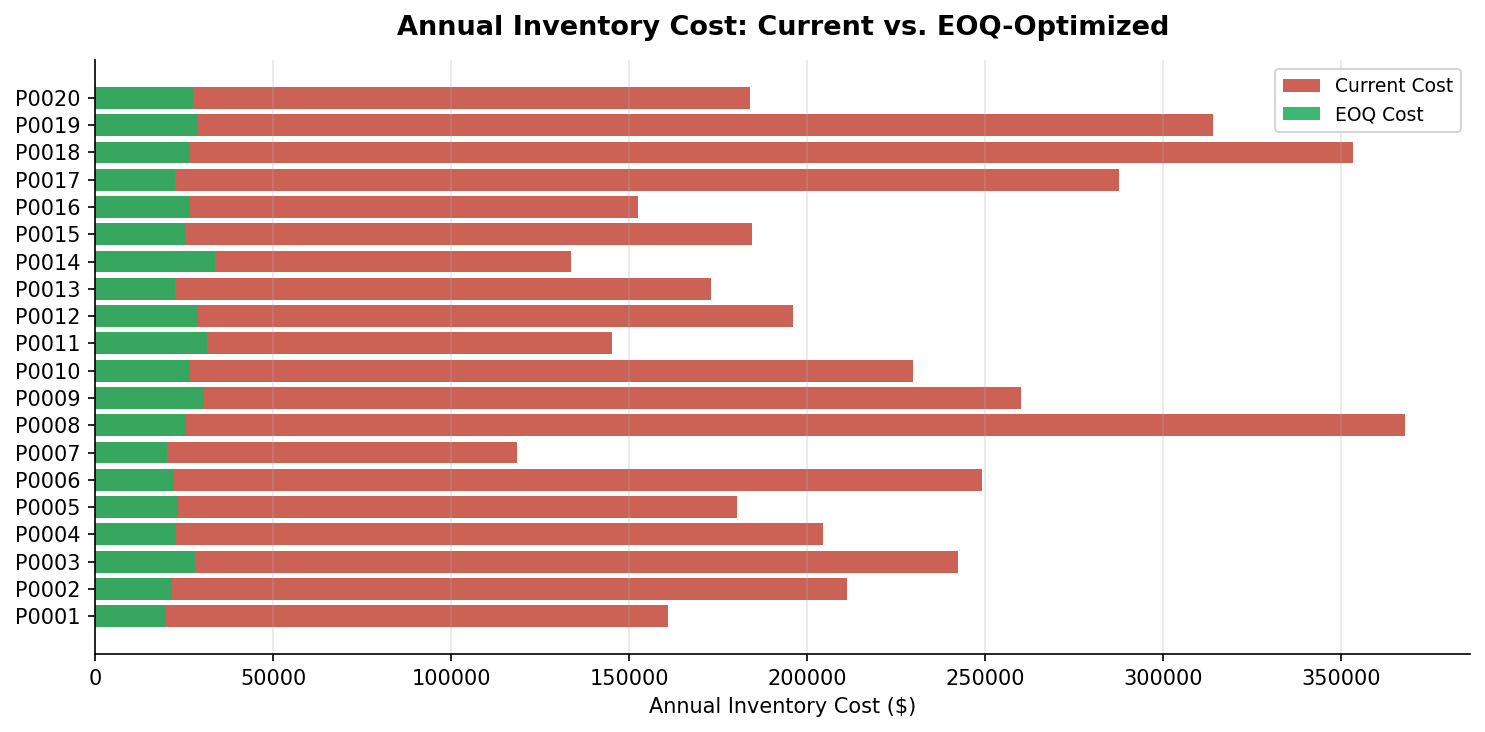 Annual Inventory Cost: Current vs. EOQ-Optimized
Current Cost
EOQ Cost
P0020
P0019
P0018
P0017
P0016
P0015
P0014
P0013
P0012
P0011
P0010
P0009
P0008
P0007
P0006
P0005
P0004
P0003
P0002
P0001
0 50000 100000 150000 200000 250000 300000 350000
Annual Inventory Cost ($)